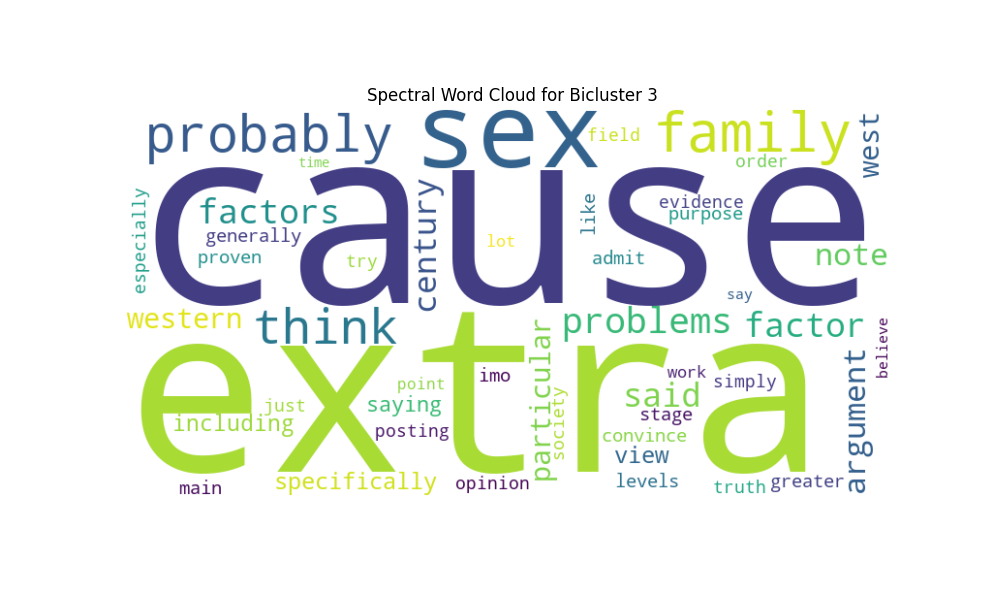 Spectral Word Cloud for Bicluster 3
probably
sex
field
family
west
time
order
cause
especially
factors
century
like
evidence
purpose
generally
lot
proven
try
admit
note
say
western
think
problems
factor
believe
extra
particular
imo
work
simply
argument
point
just
saying
said
stage
including
posting
society
convince
view
main
specifically
opinion
levels
truth
greater